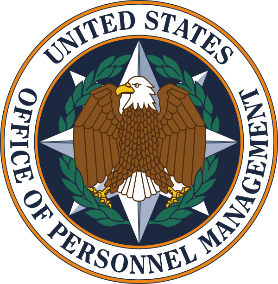 UNITED STATES
OFFICE OF PERSONNEL MANAGEMENT